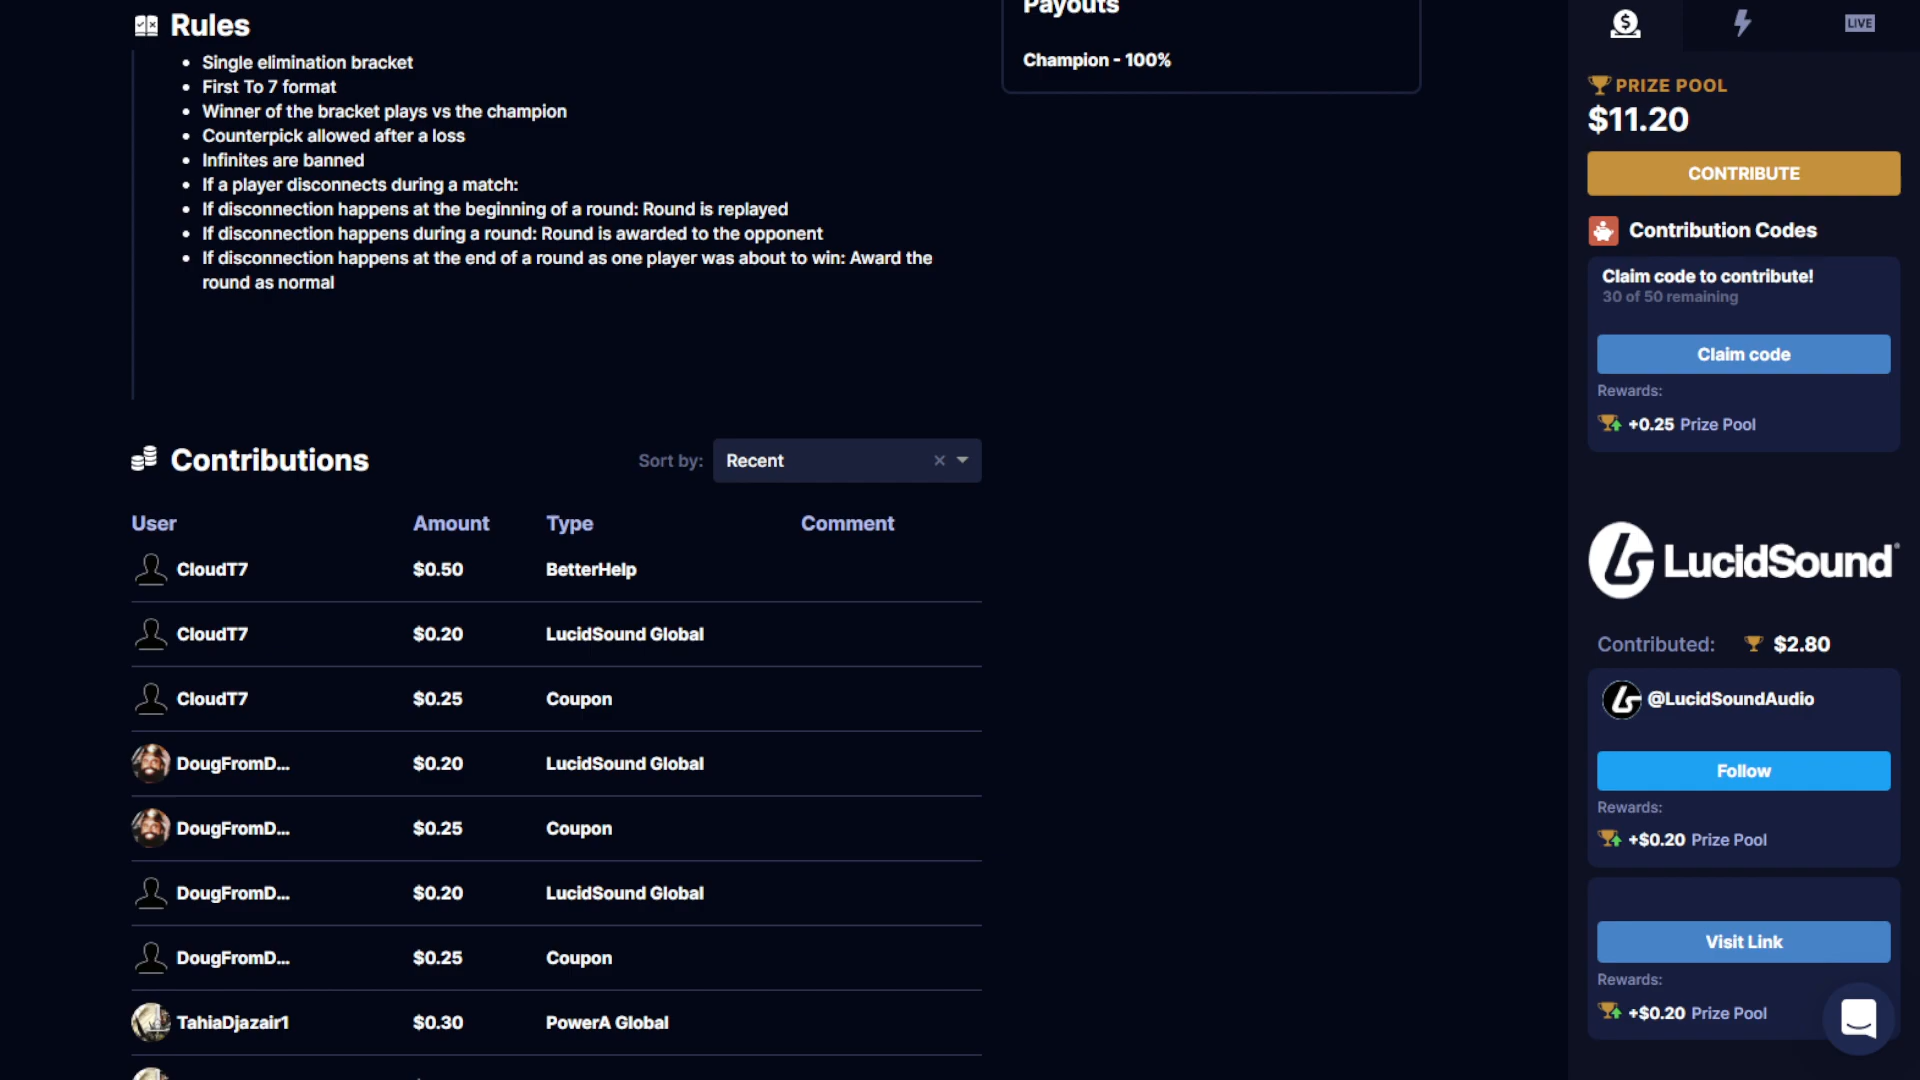 Rules
Single elimination bracket
First To 7 format
Winner of the bracket plays vs the champion
Counterpick allowed after a loss
Infinites are banned
If a player disconnects during a match:
If disconnection happens at the beginning of a round: Round is replayed
If disconnection happens during a round: Round is awarded to the opponent
If disconnection happens at the end of a round as one player was about to win: Award the
round as normal
Payouts
Champion - 100%
Contributions
Sort by: Recent
User Amount Type Comment
CloudT7 $0.50 BetterHelp
CloudT7 $0.20 LucidSound Global
CloudT7 $0.25 Coupon
DougFromD... $0.20 LucidSound Global
DougFromD... $0.25 Coupon
DougFromD... $0.20 LucidSound Global
DougFromD... $0.25 Coupon
TahiaDjazair1 $0.30 PowerA Global
LIVE
PRIZE POOL
$11.20
CONTRIBUTE
Contribution Codes
Claim code to contribute!
30 of 50 remaining
Claim code
Rewards:
+0.25 Prize Pool
LucidSound
Contributed: $2.80
@LucidSoundAudio
Follow
Rewards:
+$0.20 Prize Pool
Visit Link
Rewards:
+$0.20 Prize Pool